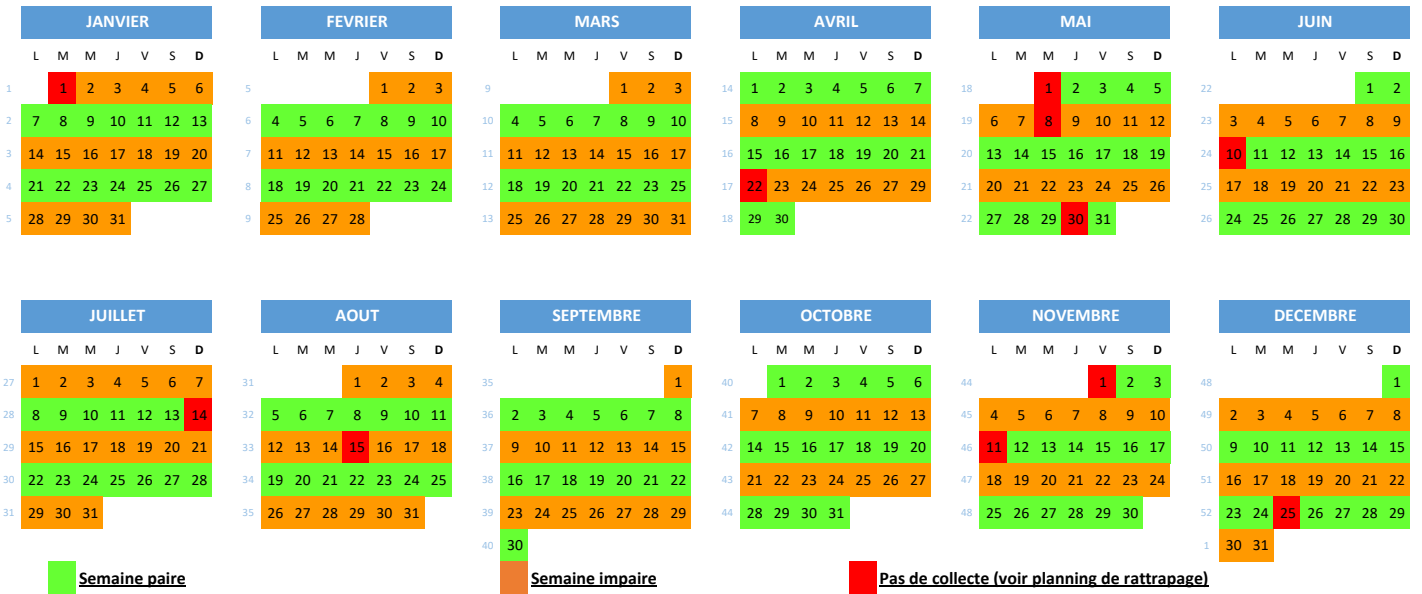 JANVIER FEVRIER MARS AVRIL MAI JUIN
L M M J V S D L M M J V S D L M M J V S D L M M J V S D L M M J V S D L M M J V S D
1 1 2 3 4 5 6 5 1 2 3 9 1 2 3 14 1 2 3 4 5 6 7 18 1 2 3 4 5 22 1 2
2 7 8 9 10 11 12 13 6 4 5 6 7 8 9 10 10 4 5 6 7 8 9 10 15 8 9 10 11 12 13 14 19 6 7 8 9 10 11 12 23 3 4 5 6 7 8 9
3 14 15 16 17 18 19 20 7 11 12 13 14 15 16 17 11 11 12 13 14 15 16 17 16 15 16 17 18 19 20 21 20 13 14 15 16 17 18 19 24 10 11 12 13 14 15 16
4 21 22 23 24 25 26 27 8 18 19 20 21 22 23 24 12 18 19 20 21 22 23 25 17 22 23 24 25 26 27 29 21 20 21 22 23 24 25 26 25 17 18 19 20 21 22 23
5 28 29 30 31 9 25 26 27 28 13 25 26 27 28 29 30 31 18 29 30 22 27 28 29 30 31 26 24 25 26 27 28 29 30
JUILLET AOUT SEPTEMBRE OCTOBRE NOVEMBRE DECEMBRE
L M M J V S D L M M J V S D L M M J V S D L M M J V S D L M M J V S D L M M J V S D
27 1 2 3 4 5 6 7 31 1 2 3 4 35 1 40 1 2 3 4 5 6 44 1 2 3 48 1
28 8 9 10 11 12 13 14 32 5 6 7 8 9 10 11 36 2 3 4 5 6 7 8 41 7 8 9 10 11 12 13 45 4 5 6 7 8 9 10 49 2 3 4 5 6 7 8
29 15 16 17 18 19 20 21 33 12 13 14 15 16 17 18 37 9 10 11 12 13 14 15 42 14 15 16 17 18 19 20 46 11 12 13 14 15 16 17 50 9 10 11 12 13 14 15
30 22 23 24 25 26 27 28 34 19 20 21 22 23 24 25 38 16 17 18 19 20 21 22 43 21 22 23 24 25 26 27 47 18 19 20 21 22 23 24 51 16 17 18 19 20 21 22
31 29 30 31 35 26 27 28 29 30 31 39 23 24 25 26 27 28 29 44 28 29 30 31 48 25 26 27 28 29 30 52 23 24 25 26 27 28 29
40 30 1 30 31
Semaine paire Semaine impaire Pas de collecte (voir planning de rattrapage)